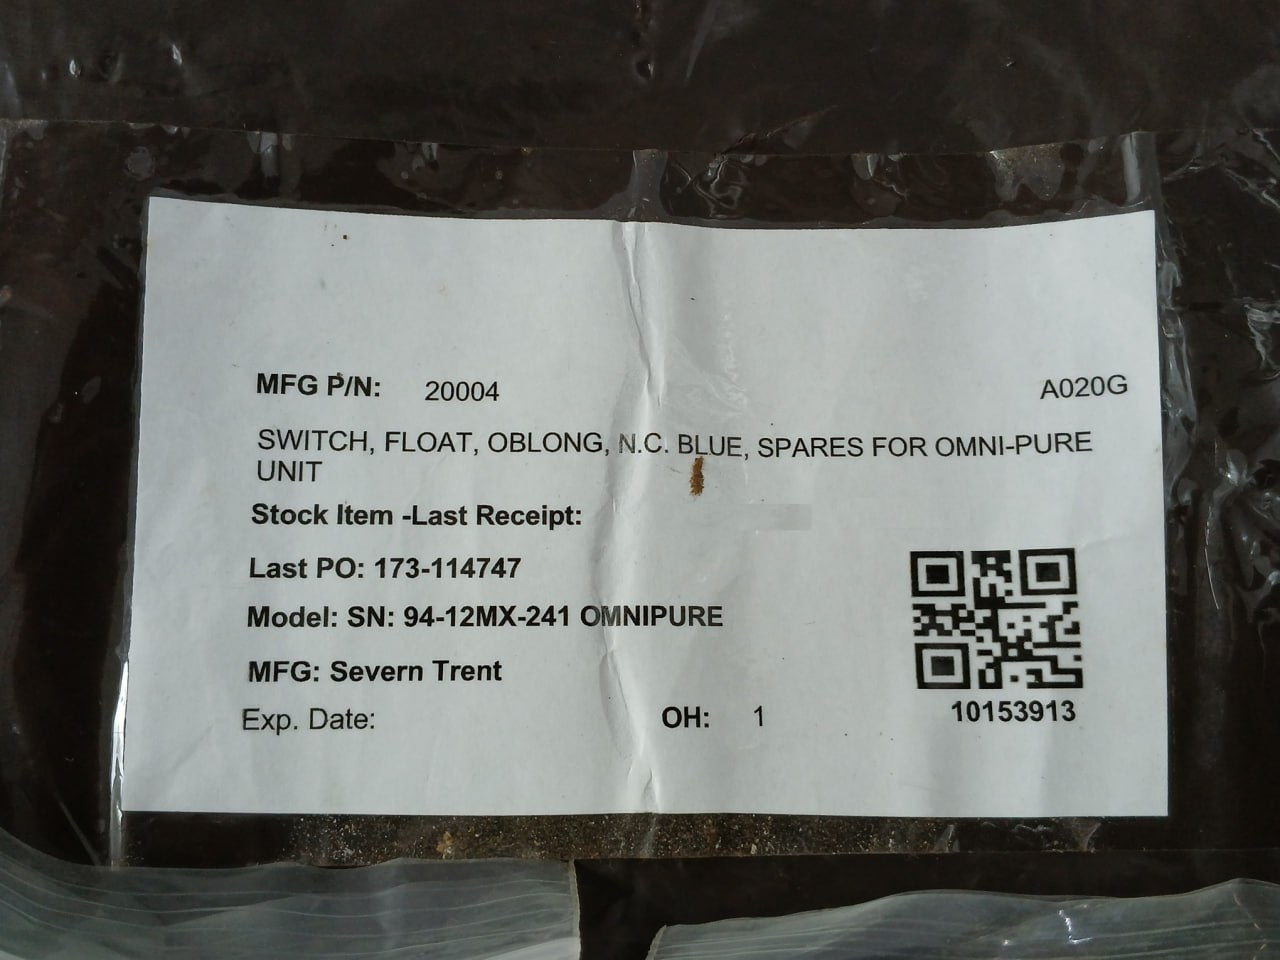 MFG P/N: 20004 A020G
SWITCH, FLOAT, OBLONG, N.C. BLUE, SPARES FOR OMNI-PURE
UNIT
Stock Item -Last Receipt:
Last PO: 173-114747
Model: SN: 94-12MX-241 OMNIPURE
MFG: Severn Trent
Exp. Date: OH: 1
10153913